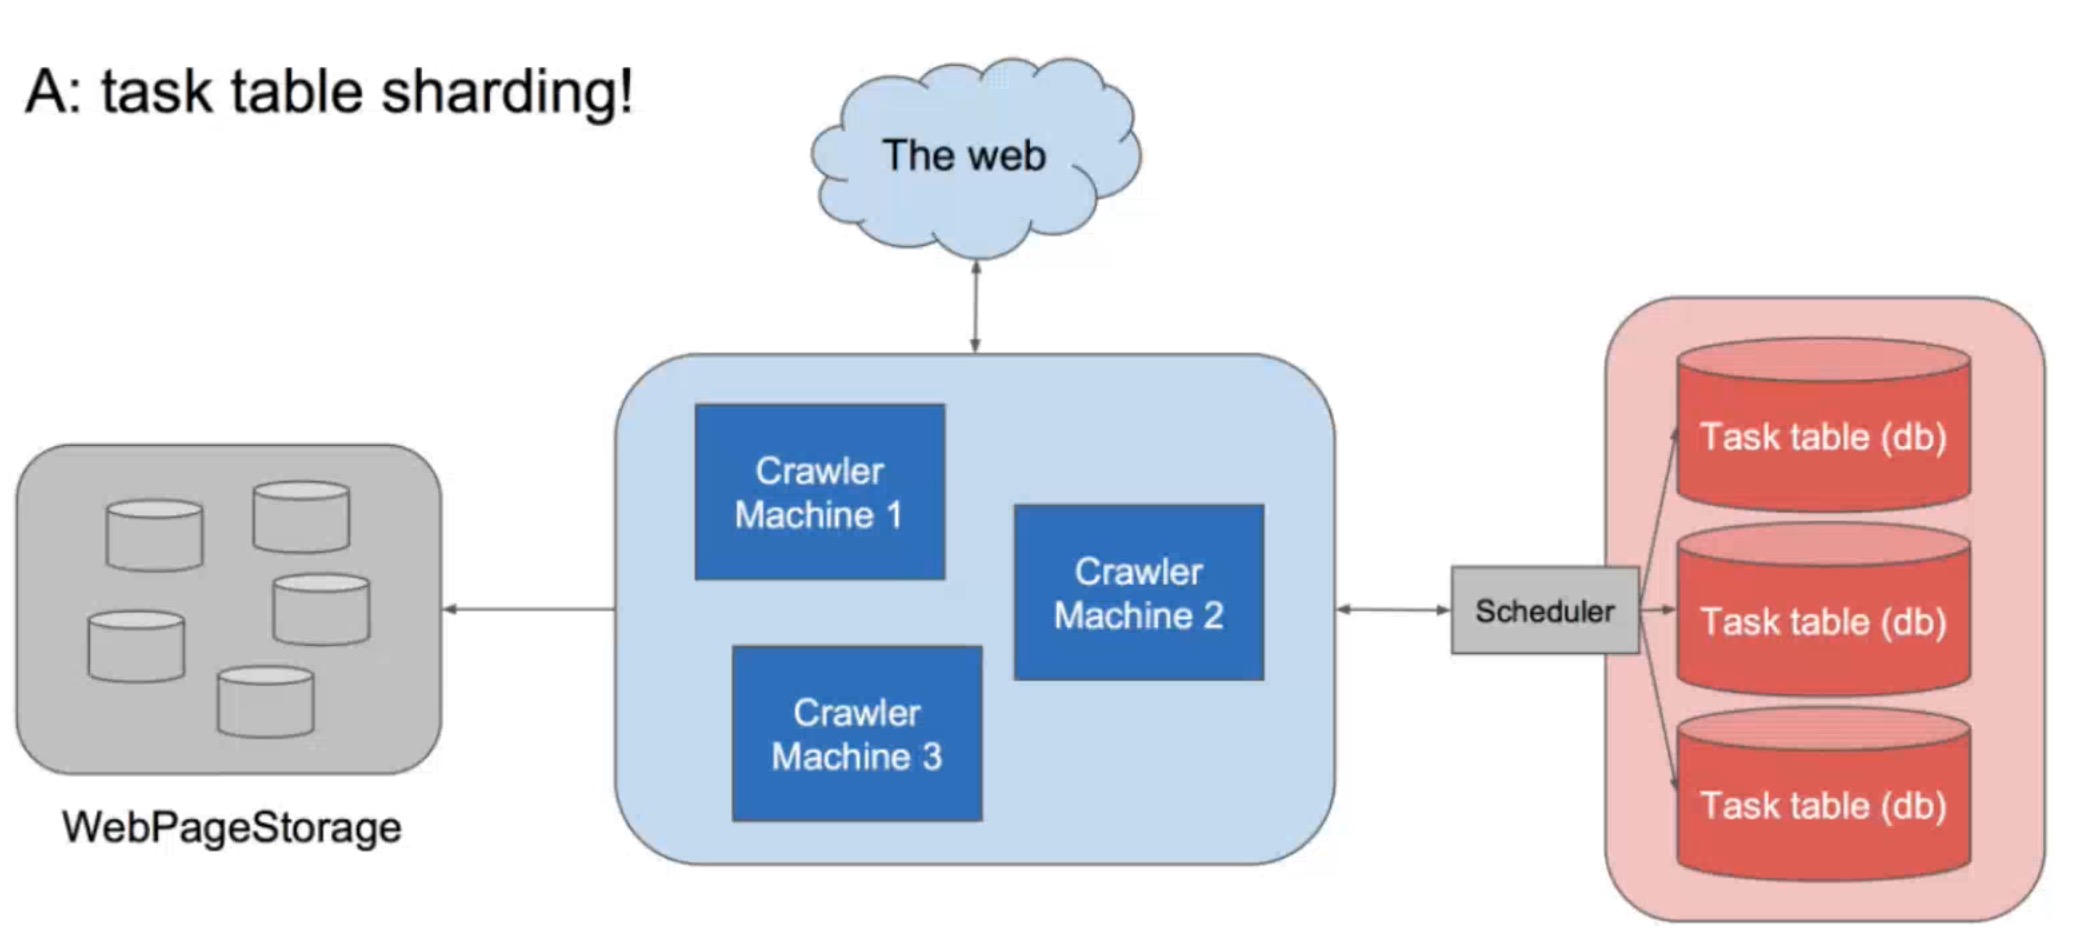 A: task table sharding!
The web
Crawler
Machine 1
Crawler
Machine 2
Crawler
Machine 3
WebPageStorage
Scheduler
Task table (db)
Task table (db)
Task table (db)